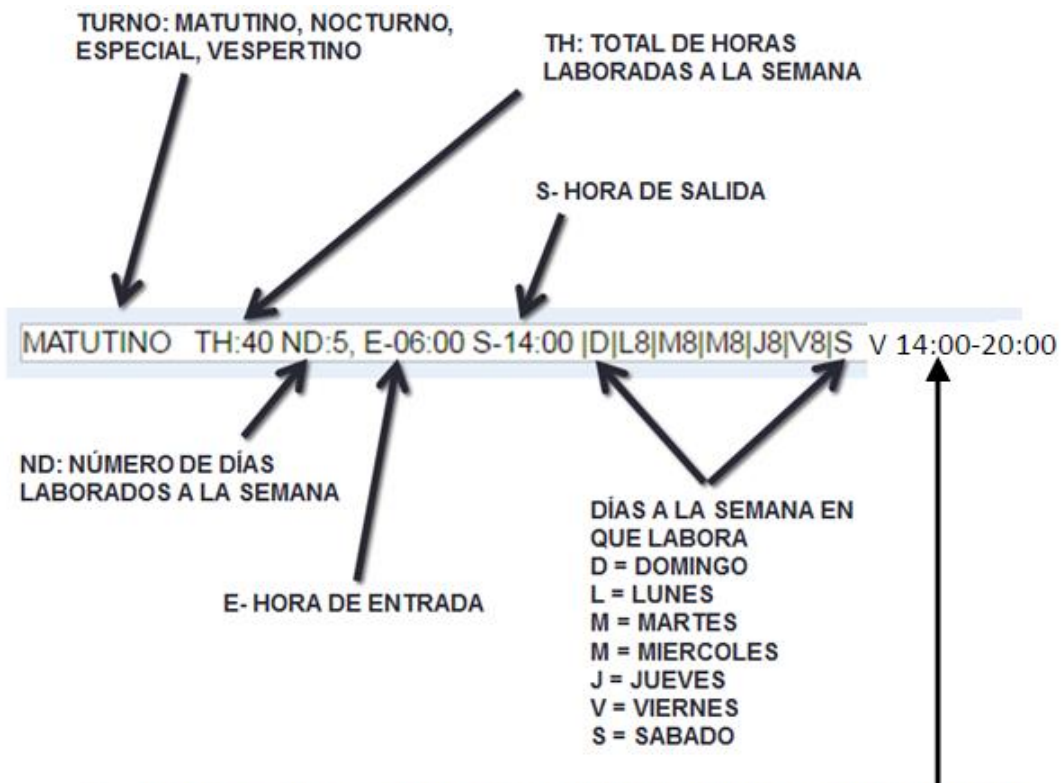 TURNO: MATUTINO, NOCTURNO,
ESPECIAL, VESPERTINO
TH: TOTAL DE HORAS
LABORADAS A LA SEMANA
S- HORA DE SALIDA
MATUTINO TH:40 ND:5, E-06:00 S-14:00 |D|L8|M8|M8|J8|V8|S V 14:00-20:00
ND: NÚMERO DE DÍAS
LABORADOS A LA SEMANA
E- HORA DE ENTRADA
DÍAS A LA SEMANA EN
QUE LABORA
D = DOMINGO
L = LUNES
M = MARTES
M = MIERCOLES
J = JUEVES
V = VIERNES
S = SABADO